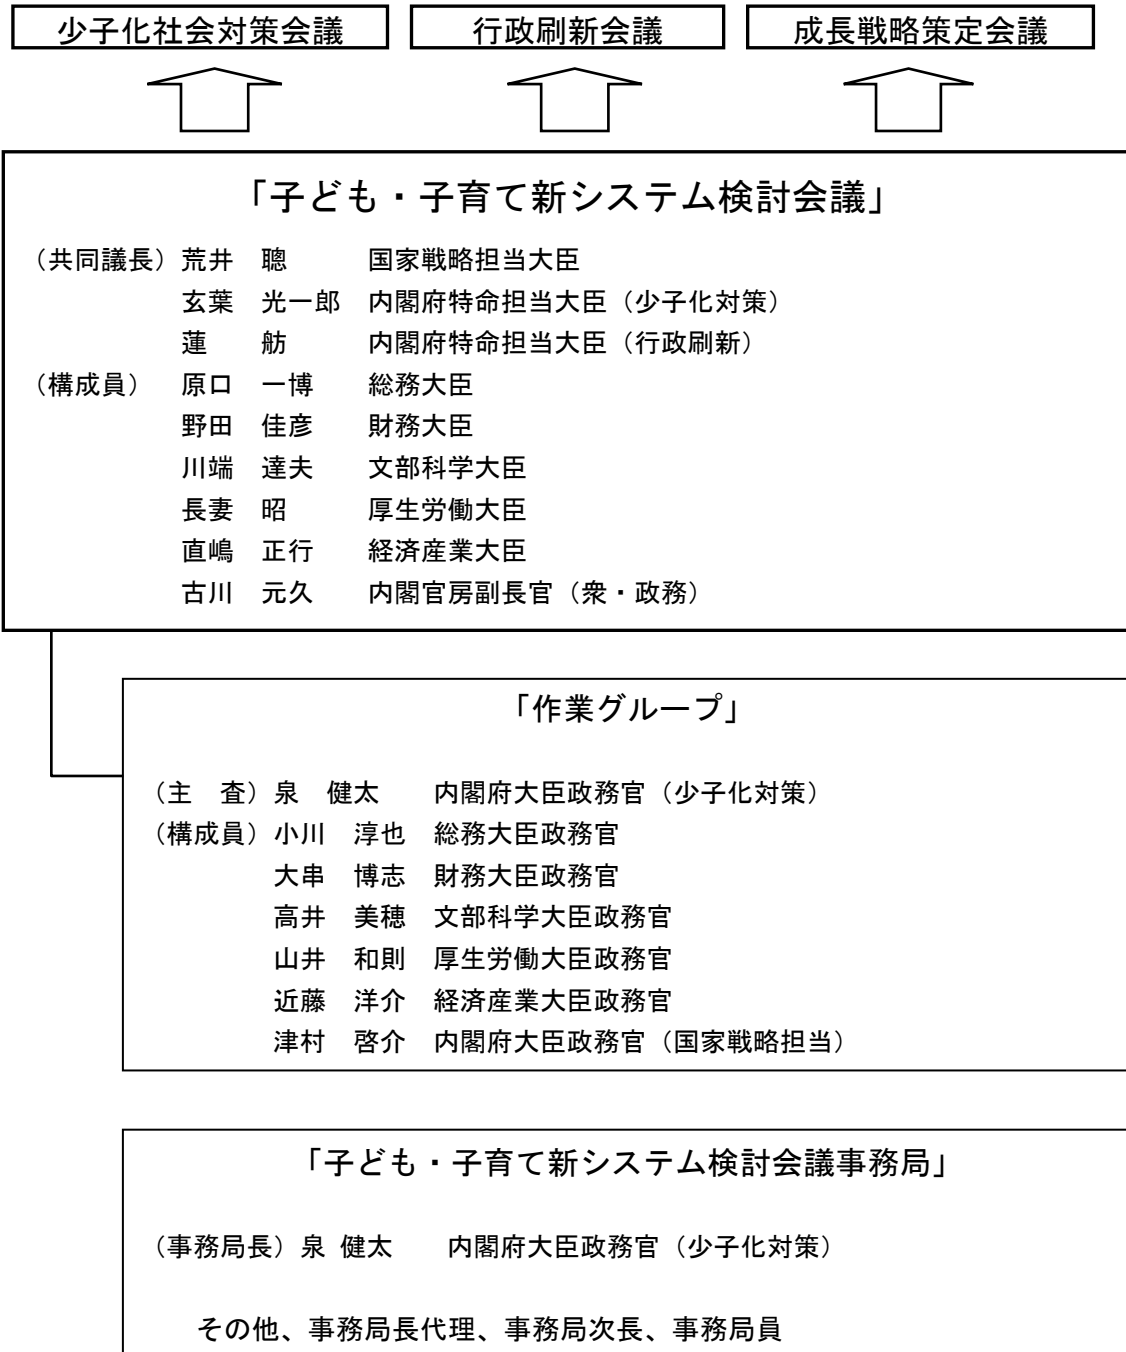 少子化社会対策会議 行政刷新会議 成長戦略策定会議
「子ども・子育て新システム検討会議」
（共同議長）荒井 聰 国家戦略担当大臣
玄葉 光一郎 内閣府特命担当大臣（少子化対策）
蓮 舫 内閣府特命担当大臣（行政刷新）
（構成員） 原口 一博 総務大臣
野田 佳彦 財務大臣
川端 達夫 文部科学大臣
長妻 昭 厚生労働大臣
直嶋 正行 経済産業大臣
古川 元久 内閣官房副長官（衆・政務）
「作業グループ」
（主 査）泉 健太 内閣府大臣政務官（少子化対策）
（構成員）小川 淳也 総務大臣政務官
大串 博志 財務大臣政務官
高井 美穂 文部科学大臣政務官
山井 和則 厚生労働大臣政務官
近藤 洋介 経済産業大臣政務官
津村 啓介 内閣府大臣政務官（国家戦略担当）
「子ども・子育て新システム検討会議事務局」
（事務局長）泉 健太 内閣府大臣政務官（少子化対策）
その他、事務局長代理、事務局次長、事務局員